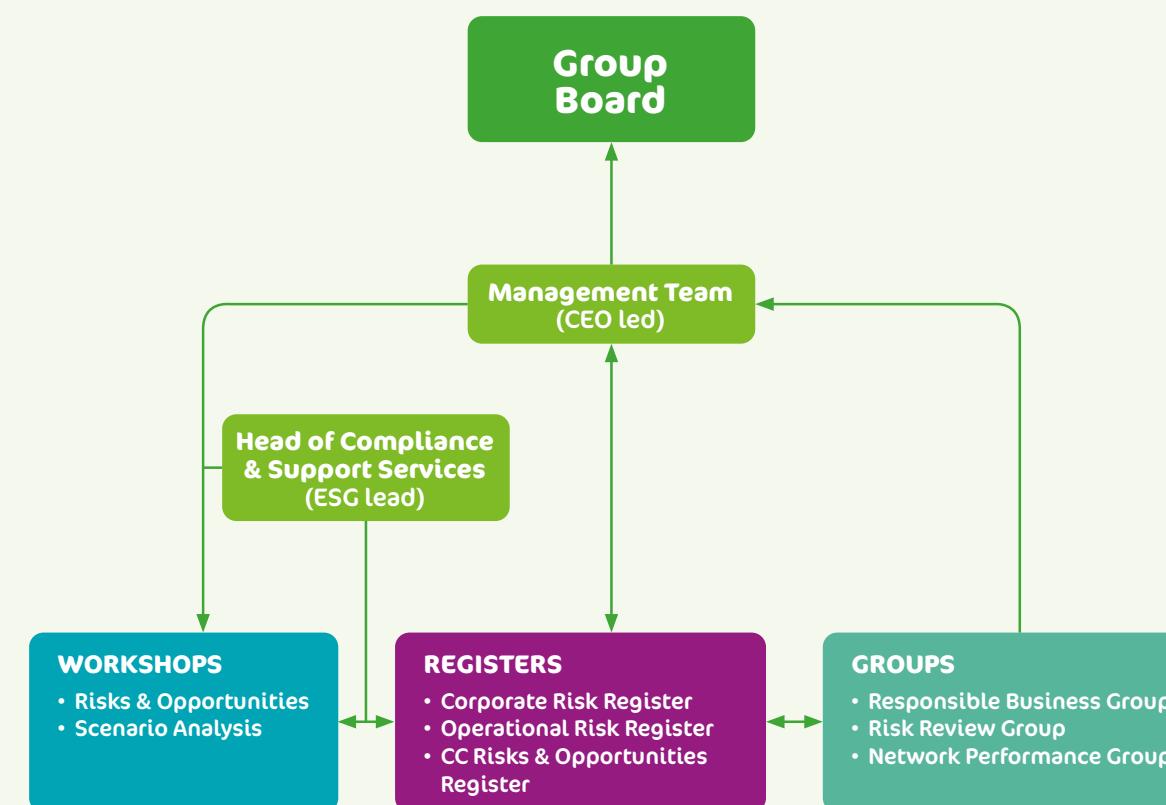 Group
Board
Management Team
(CEO led)
Head of Compliance
& Support Services
(ESG lead)
WORKSHOPS
• Risks & Opportunities
• Scenario Analysis
REGISTERS
• Corporate Risk Register
• Operational Risk Register
• CC Risks & Opportunities
Register
GROUPS
• Responsible Business Group
• Risk Review Group
• Network Performance Group